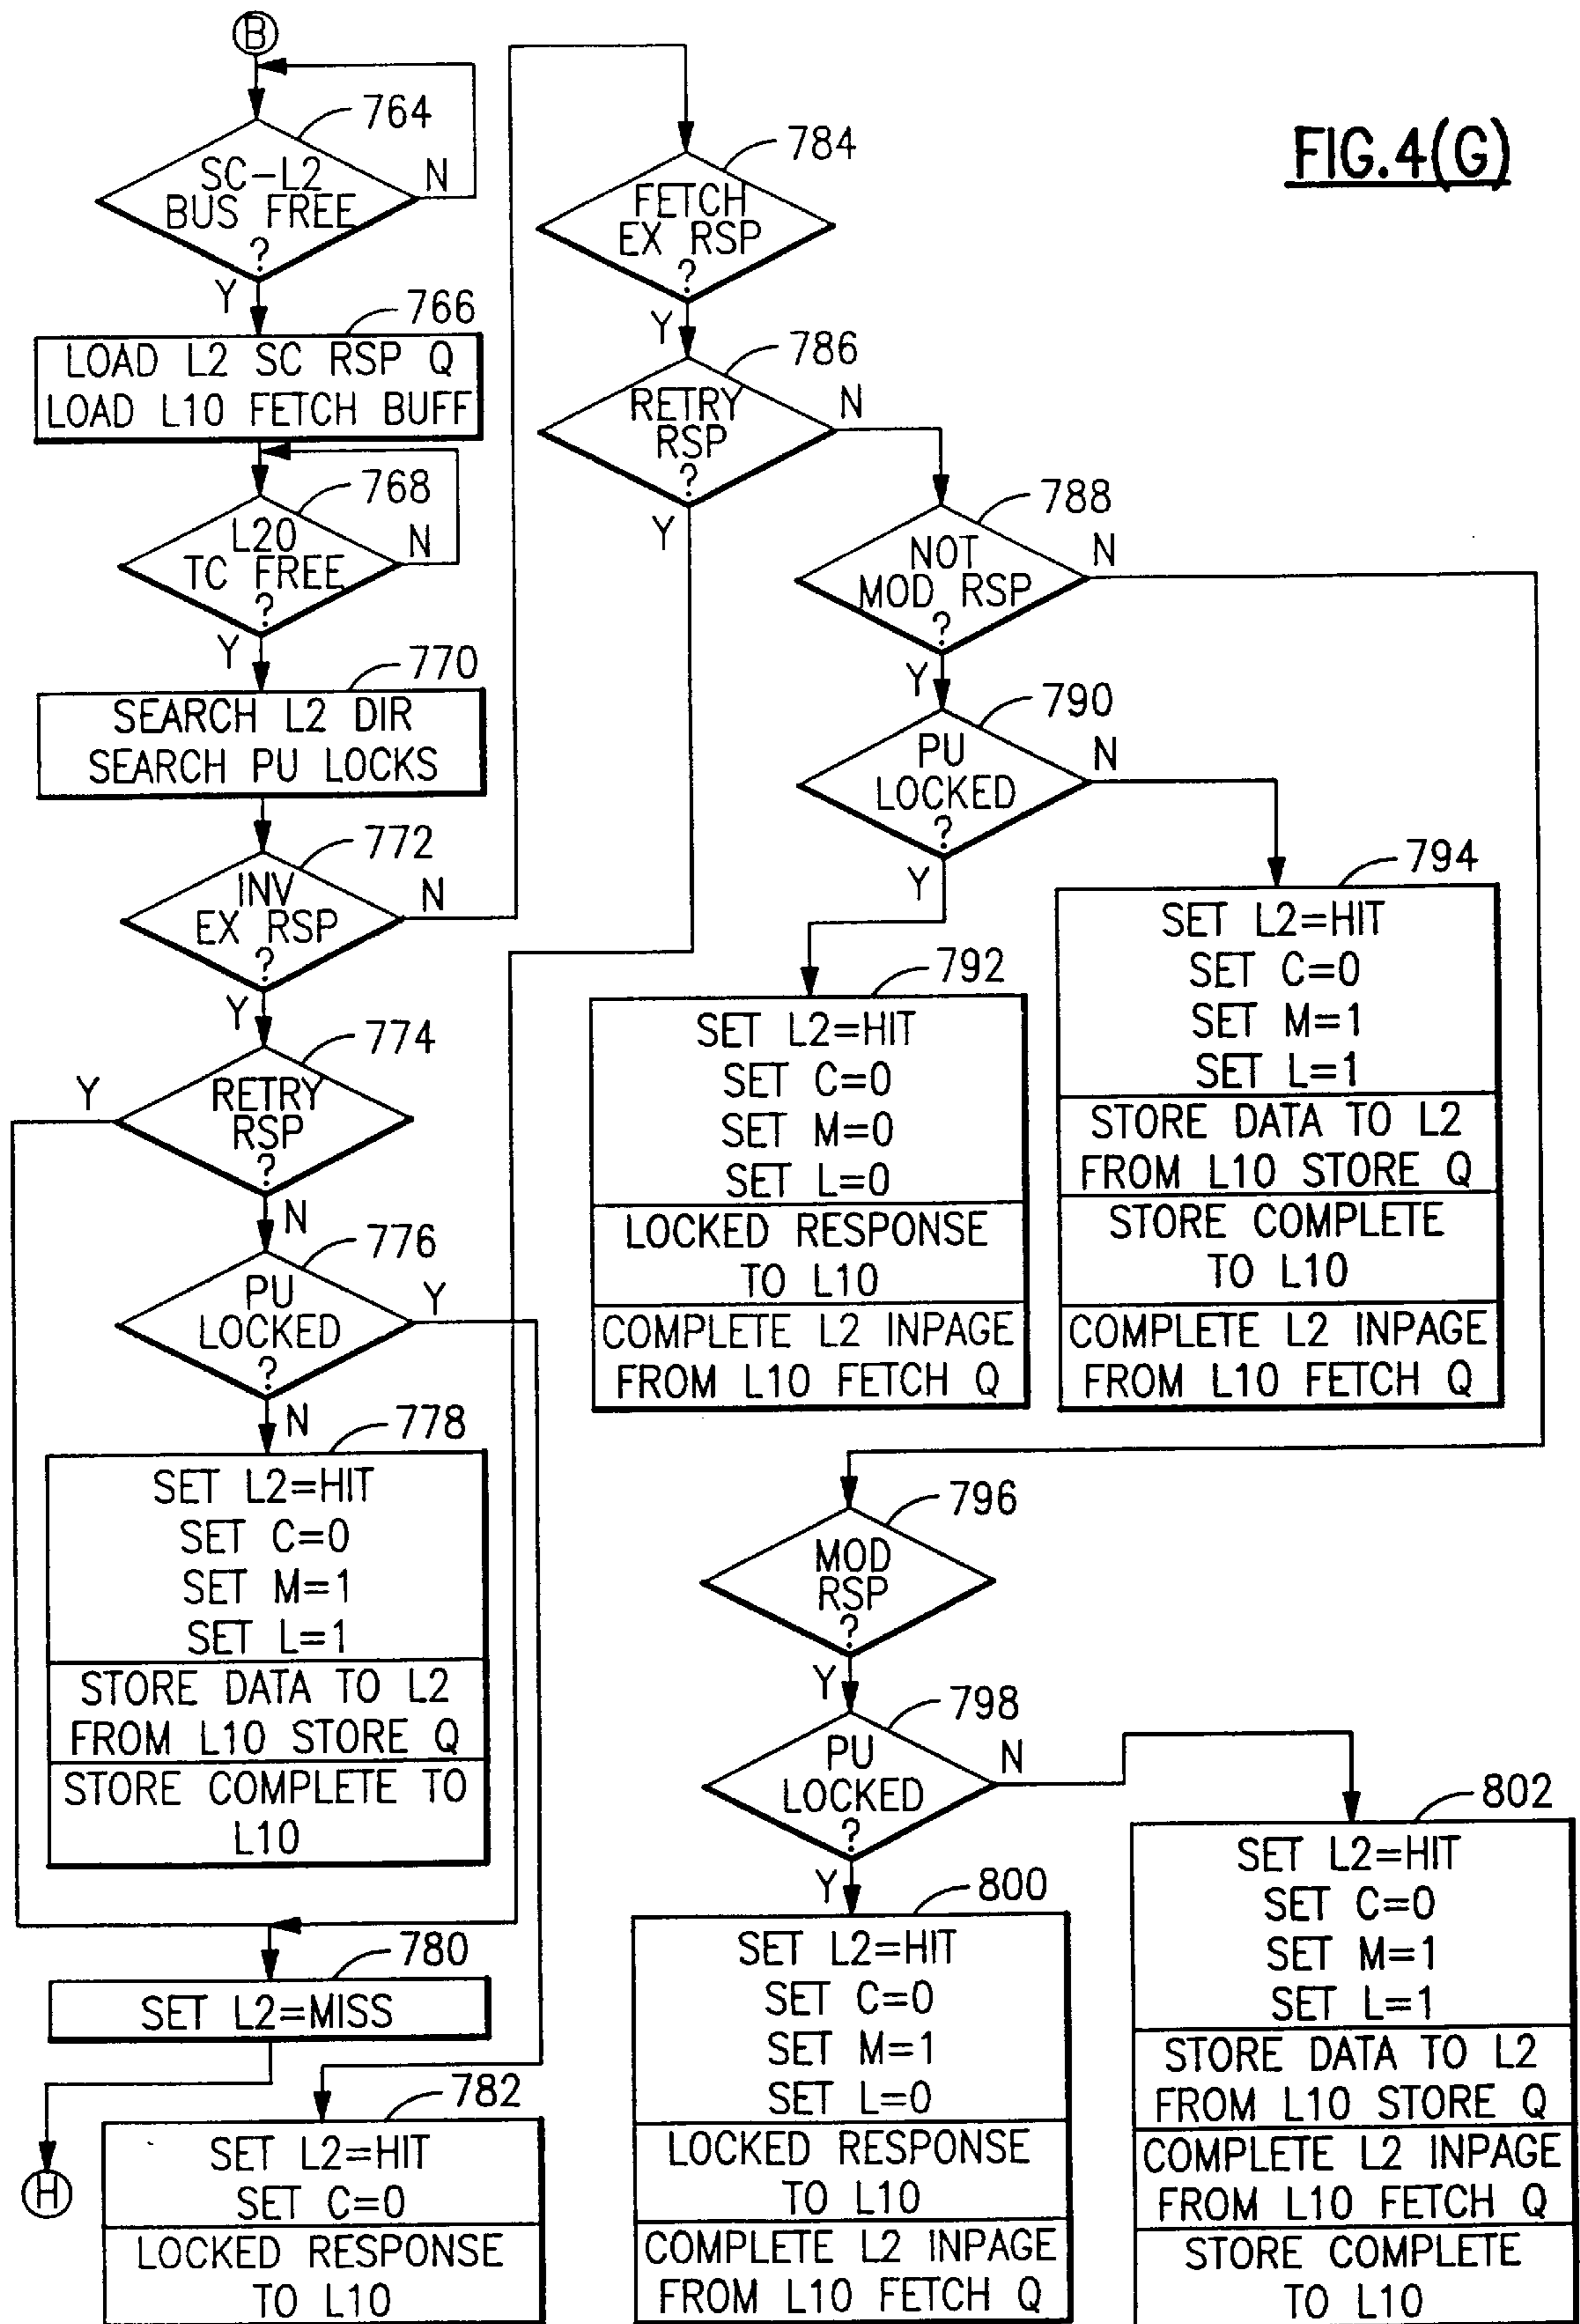 FIG.4(G)
B
764
SC-L2
BUS FREE
?
N
Y
766
LOAD L2 SC RSP Q
LOAD L10 FETCH BUFF
768
L20
TC FREE
?
N
Y
770
SEARCH L2 DIR
SEARCH PU LOCKS
772
INV
EX RSP
?
N
Y
774
RETRY
RSP
?
Y
N
776
PU
LOCKED
?
Y
N
778
SET L2=HIT
SET C=0
SET M=1
SET L=1
STORE DATA TO L2
FROM L10 STORE Q
STORE COMPLETE TO
L10
780
SET L2=MISS
H
782
SET L2=HIT
SET C=0
LOCKED RESPONSE
TO L10
784
FETCH
EX RSP
?
Y
786
RETRY
RSP
?
N
Y
788
NOT
MOD RSP
?
N
Y
790
PU
LOCKED
?
N
Y
792
SET L2=HIT
SET C=0
SET M=0
SET L=0
LOCKED RESPONSE
TO L10
COMPLETE L2 INPAGE
FROM L10 FETCH Q
794
SET L2=HIT
SET C=0
SET M=1
SET L=1
STORE DATA TO L2
FROM L10 STORE Q
STORE COMPLETE
TO L10
COMPLETE L2 INPAGE
FROM L10 FETCH Q
796
MOD
RSP
?
Y
798
PU
LOCKED
?
N
Y
800
SET L2=HIT
SET C=0
SET M=1
SET L=0
LOCKED RESPONSE
TO L10
COMPLETE L2 INPAGE
FROM L10 FETCH Q
802
SET L2=HIT
SET C=0
SET M=1
SET L=1
STORE DATA TO L2
FROM L10 STORE Q
COMPLETE L2 INPAGE
FROM L10 FETCH Q
STORE COMPLETE
TO L10